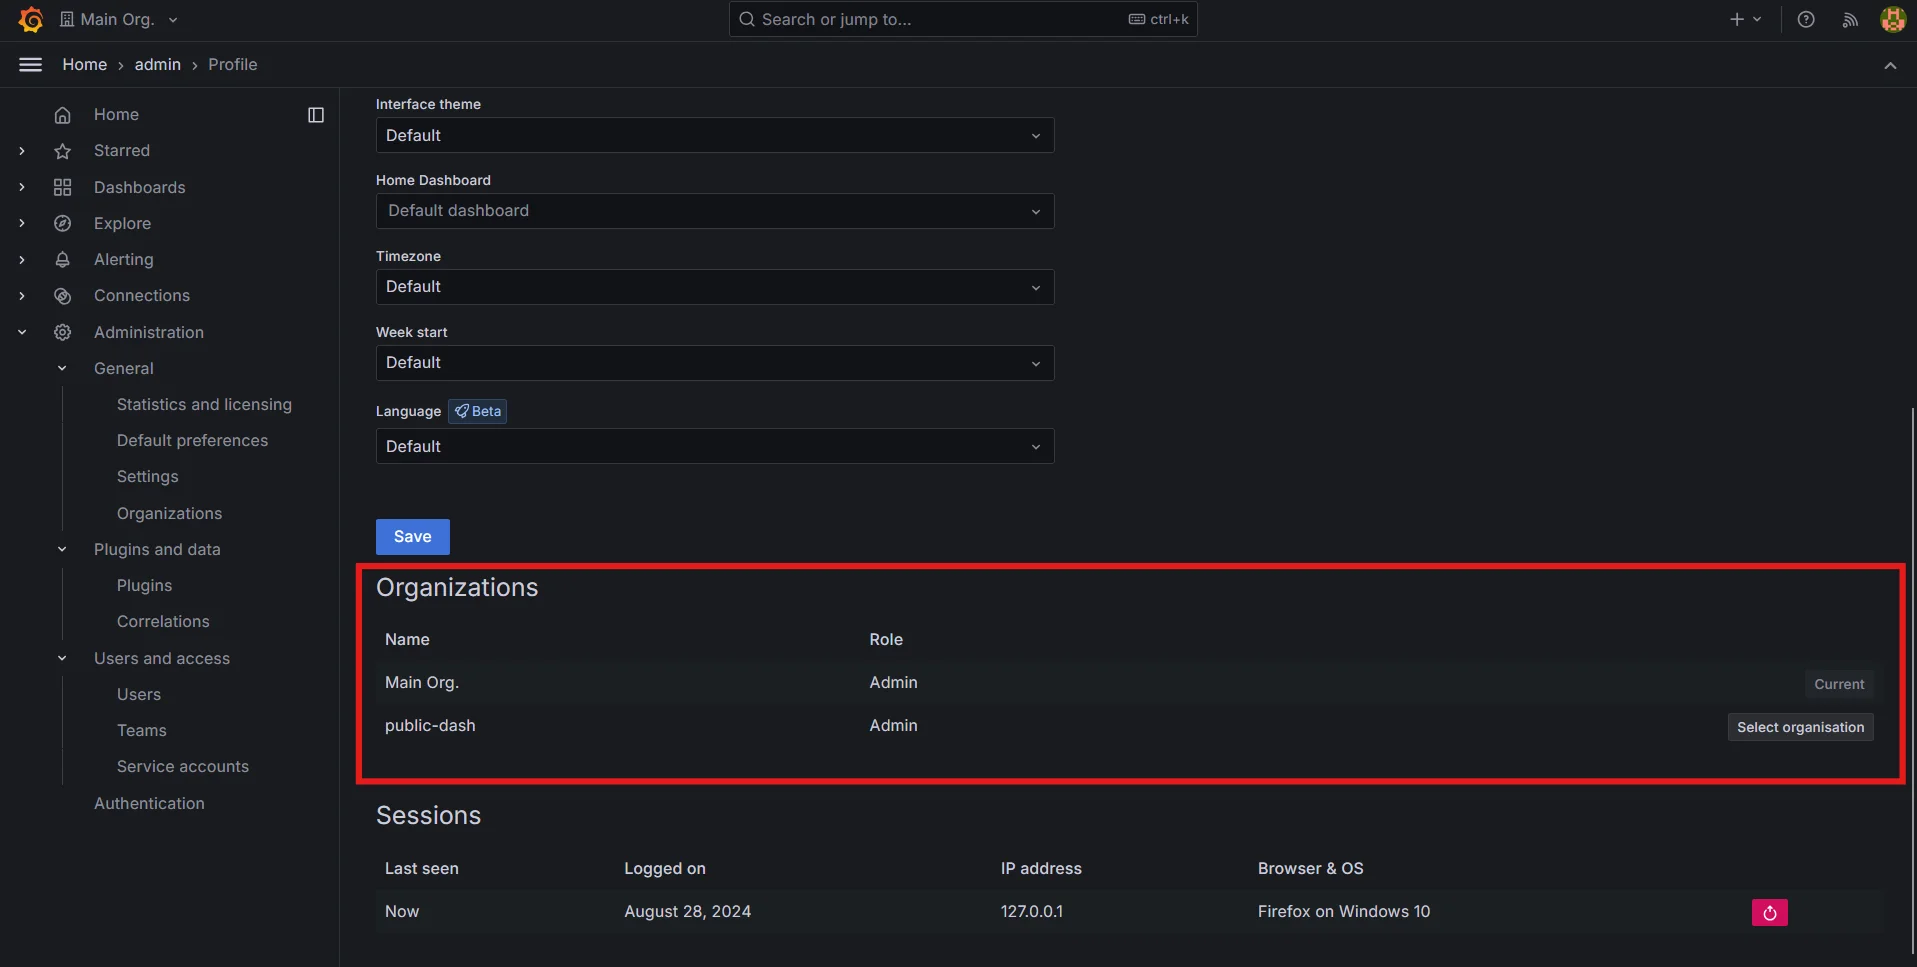 Main Org.
Search or jump to...
ctrl+k
Home › admin › Profile
Home
Starred
Dashboards
Explore
Alerting
Connections
Administration
General
Statistics and licensing
Default preferences
Settings
Organizations
Plugins and data
Plugins
Correlations
Users and access
Users
Teams
Service accounts
Authentication
Interface theme
Default
Home Dashboard
Default dashboard
Timezone
Default
Week start
Default
Language Beta
Default
Save
Organizations
Name Role
Main Org. Admin Current
public-dash Admin Select organisation
Sessions
Last seen Logged on IP address Browser & OS
Now August 28, 2024 127.0.0.1 Firefox on Windows 10